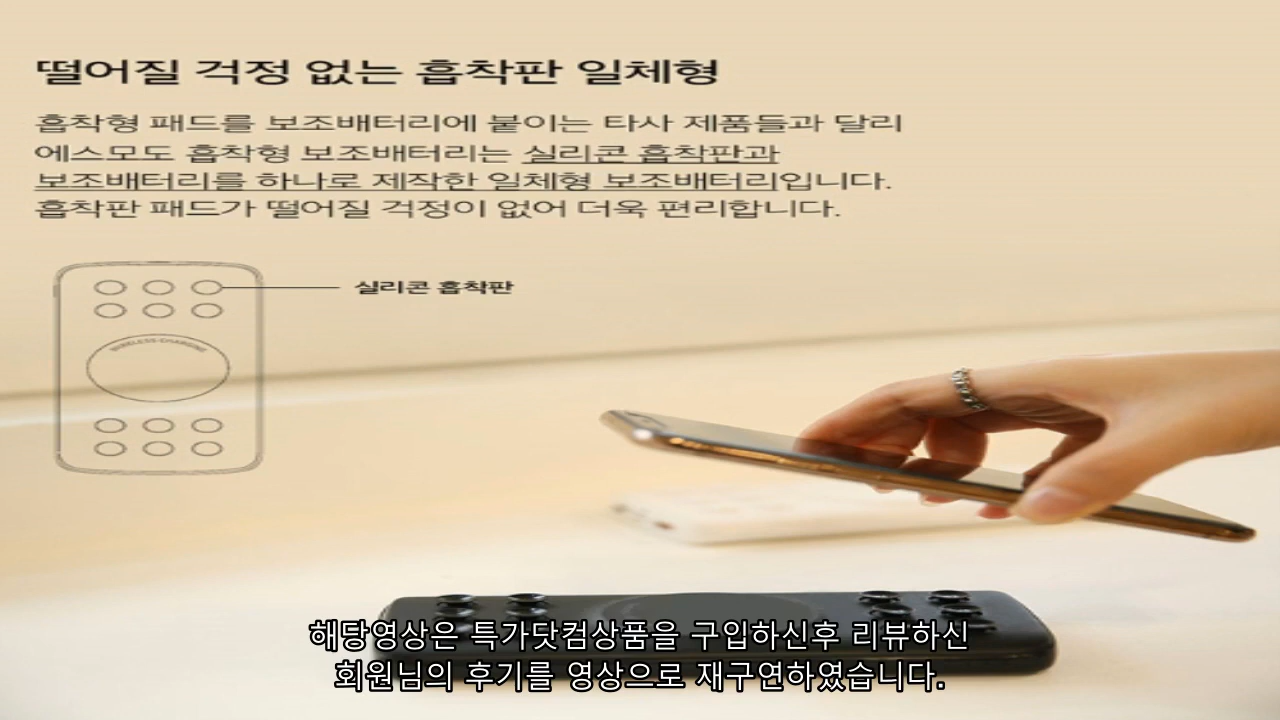 떨어질 걱정 없는 흡착판 일체형
흡착형 패드를 보조배터리에 붙이는 타사 제품들과 달리
에스모도 흡착형 보조배터리는 실리콘 흡착판과
보조배터리를 하나로 제작한 일체형 보조배터리입니다.
흡착판 패드가 떨어질 걱정이 없어 더욱 편리합니다.
실리콘 흡착판
WIRELESS CHARGING
해당영상은 특가닷컴상품을 구입하신후 리뷰하신
회원님의 후기를 영상으로 재구연하였습니다.